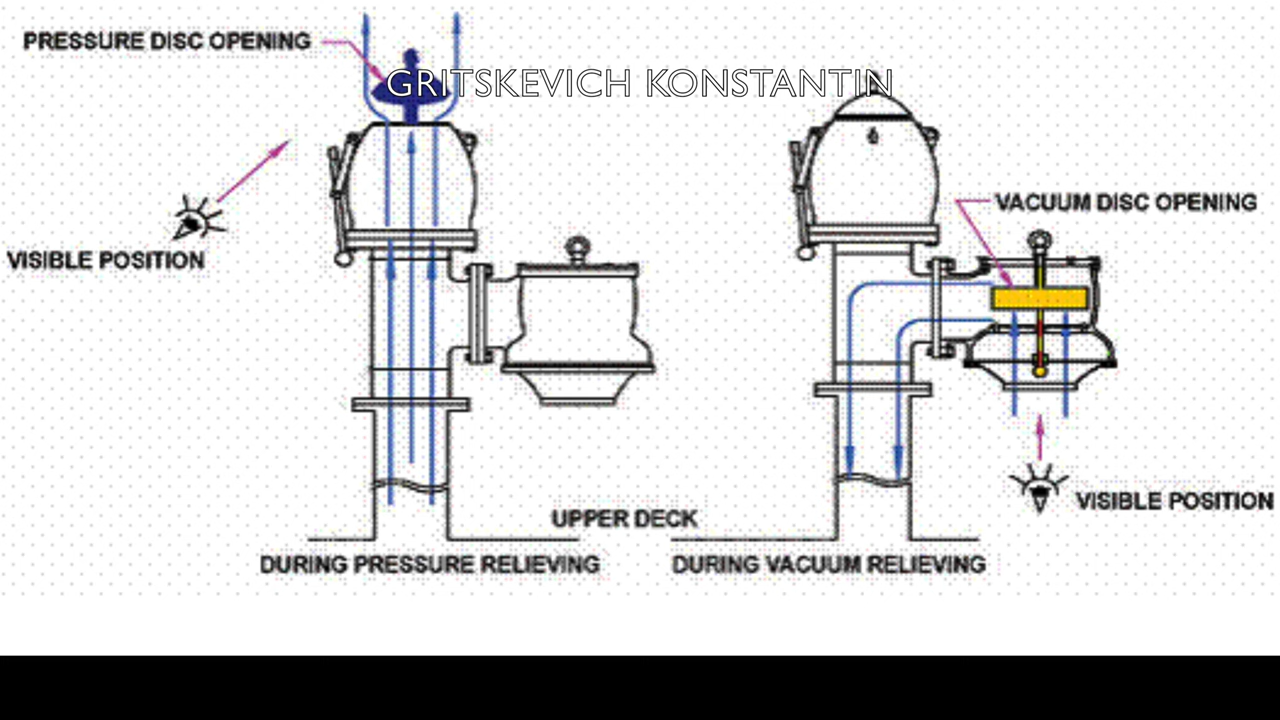 PRESSURE DISC OPENING
GRITSKEVICH KONSTANTIN
VACUUM DISC OPENING
VISIBLE POSITION
VISIBLE POSITION
UPPER DECK
DURING PRESSURE RELIEVING
DURING VACUUM RELIEVING